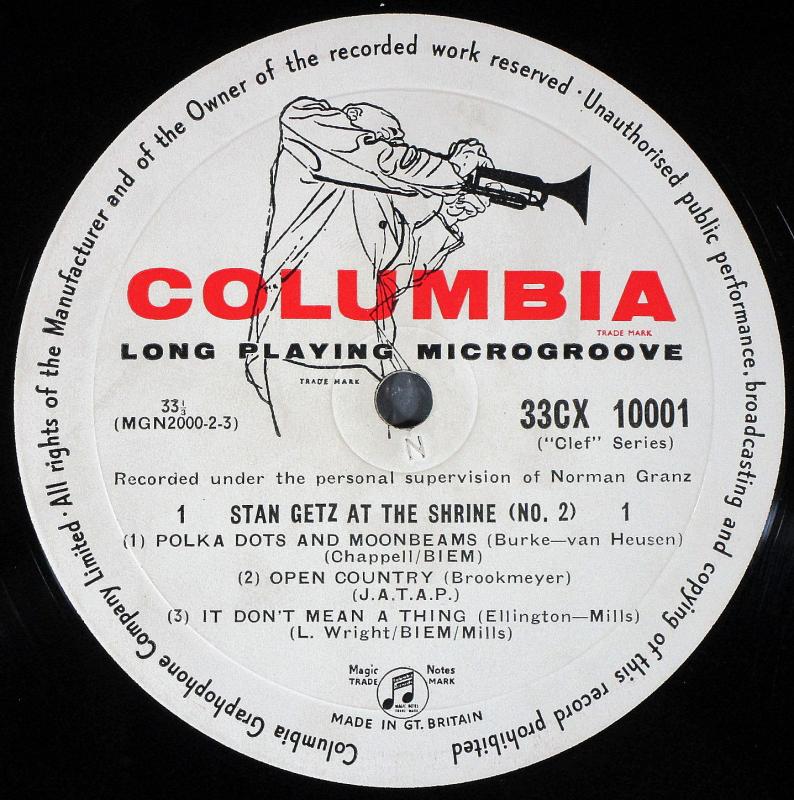 Columbia Graphophone Company Limited · All rights of the Manufacturer and of the Owner of the recorded work reserved · Unauthorised public performance, broadcasting and copying of this record prohibited
COLUMBIA
TRADE MARK
LONG PLAYING MICROGROOVE
TRADE MARK
33⅓
(MGN2000-2-3)
33CX 10001
("Clef" Series)
N
Recorded under the personal supervision of Norman Granz
1 STAN GETZ AT THE SHRINE (NO. 2) 1
(1) POLKA DOTS AND MOONBEAMS (Burke—van Heusen)
(Chappell/BIEM)
(2) OPEN COUNTRY (Brookmeyer)
(J.A.T.A.P.)
(3) IT DON'T MEAN A THING (Ellington—Mills)
(L. Wright/BIEM/Mills)
Magic Notes
TRADE MARK
MAGIC NOTES
TRADE MARK
MADE IN GT. BRITAIN